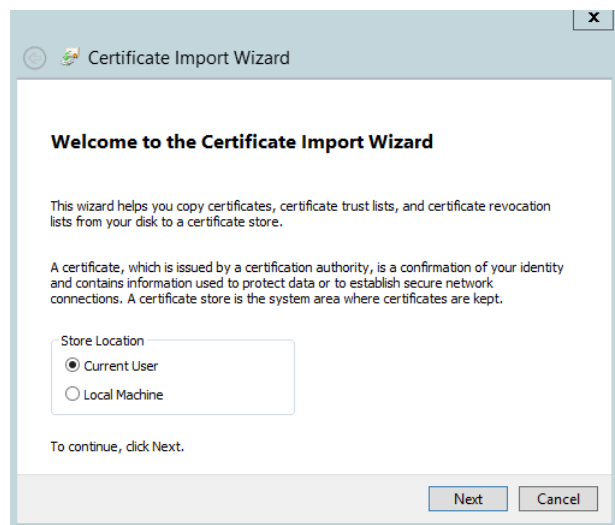 x
Certificate Import Wizard
Welcome to the Certificate Import Wizard
This wizard helps you copy certificates, certificate trust lists, and certificate revocation
lists from your disk to a certificate store.
A certificate, which is issued by a certification authority, is a confirmation of your identity
and contains information used to protect data or to establish secure network
connections. A certificate store is the system area where certificates are kept.
Store Location
Current User
Local Machine
To continue, click Next.
Next Cancel